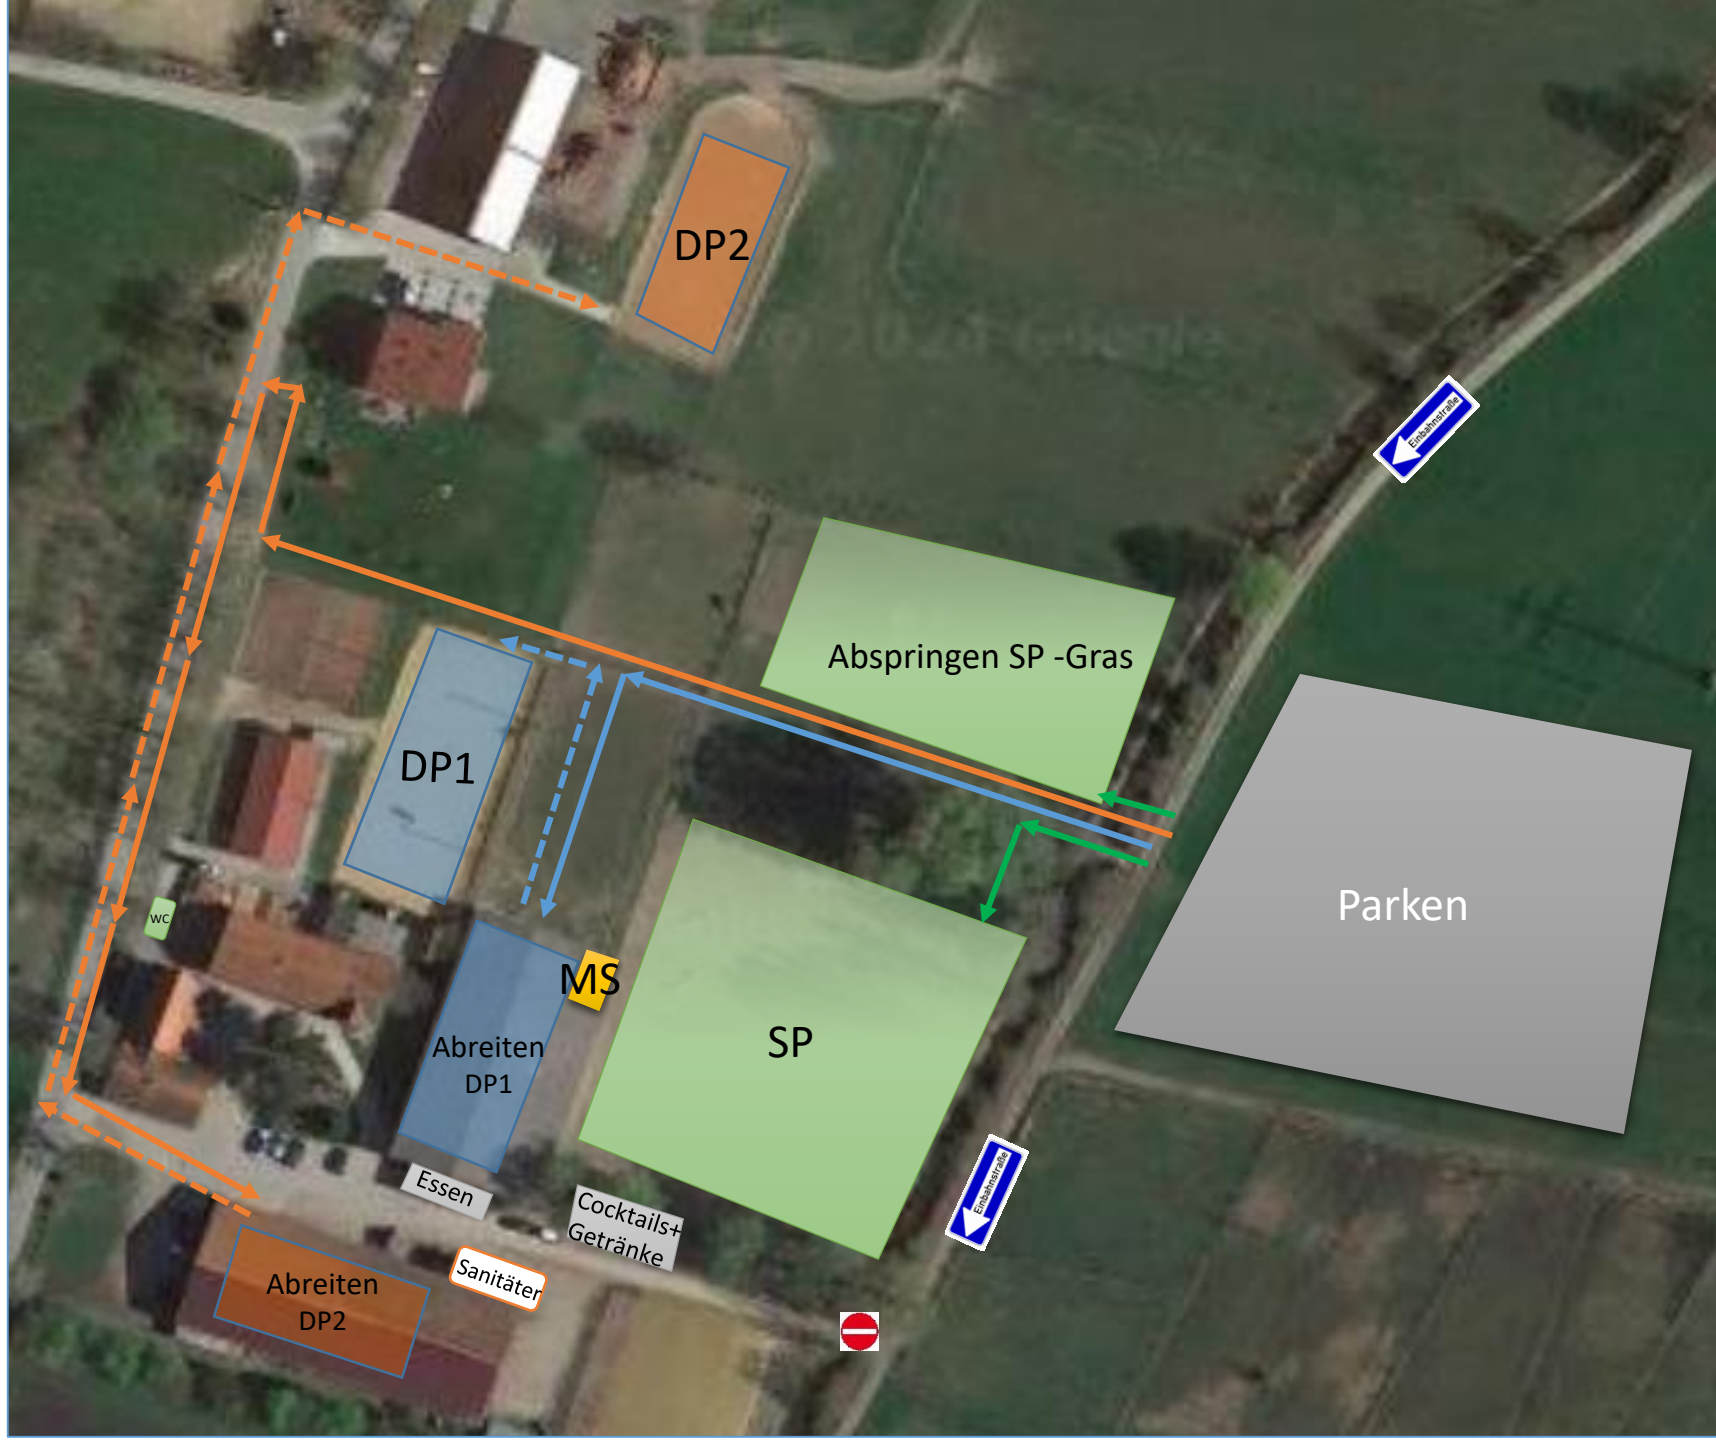 DP2
Einbahnstraße
Abspringen SP -Gras
DP1
Parken
wc
MS
SP
Abreiten
DP1
Einbahnstraße
Essen
Cocktails+
Getränke
Sanitäter
Abreiten
DP2